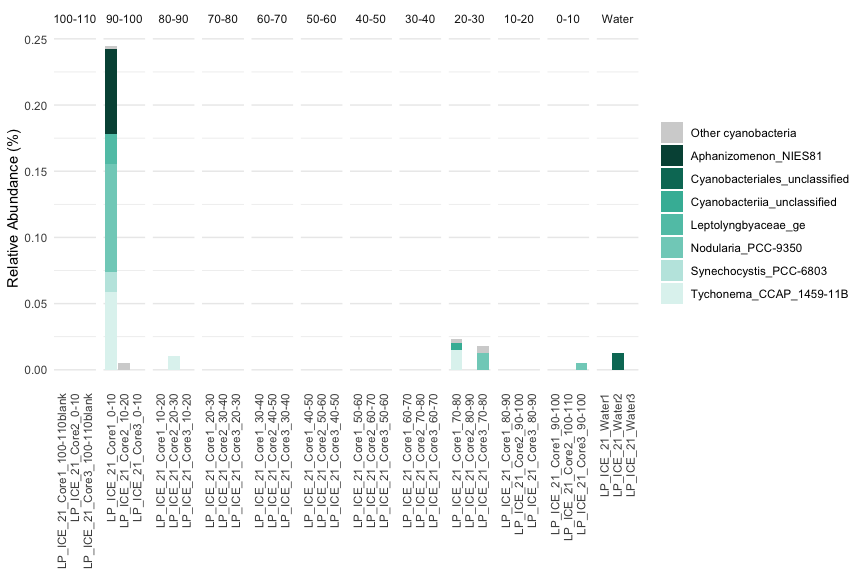 100-110 90-100 80-90 70-80 60-70 50-60 40-50 30-40 20-30 10-20 0-10 Water
Relative Abundance (%)
0.25
0.20
0.15
0.10
0.05
0.00
Other cyanobacteria
Aphanizomenon_NIES81
Cyanobacteriales_unclassified
Cyanobacteriia_unclassified
Leptolyngbyaceae_ge
Nodularia_PCC-9350
Synechocystis_PCC-6803
Tychonema_CCAP_1459-11B
LP_ICE_21_Core1_100-110blank
LP_ICE_21_Core2_0-10
LP_ICE_21_Core3_100-110blank
LP_ICE_21_Core1_0-10
LP_ICE_21_Core2_10-20
LP_ICE_21_Core3_0-10
LP_ICE_21_Core1_10-20
LP_ICE_21_Core2_20-30
LP_ICE_21_Core3_10-20
LP_ICE_21_Core1_20-30
LP_ICE_21_Core2_30-40
LP_ICE_21_Core3_20-30
LP_ICE_21_Core1_30-40
LP_ICE_21_Core2_40-50
LP_ICE_21_Core3_30-40
LP_ICE_21_Core1_40-50
LP_ICE_21_Core2_50-60
LP_ICE_21_Core3_40-50
LP_ICE_21_Core1_50-60
LP_ICE_21_Core2_60-70
LP_ICE_21_Core3_50-60
LP_ICE_21_Core1_60-70
LP_ICE_21_Core2_70-80
LP_ICE_21_Core3_60-70
LP_ICE_21_Core1_70-80
LP_ICE_21_Core2_80-90
LP_ICE_21_Core3_70-80
LP_ICE_21_Core1_80-90
LP_ICE_21_Core2_90-100
LP_ICE_21_Core3_80-90
LP_ICE_21_Core1_90-100
LP_ICE_21_Core2_100-110
LP_ICE_21_Core3_90-100
LP_ICE_21_Water1
LP_ICE_21_Water2
LP_ICE_21_Water3